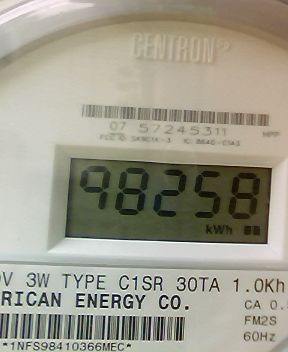 CENTRON
07 57245311
98258
kWh
V 3W TYPE C1SR 30TA 1.0Kh
RICAN ENERGY CO.
CA 0.
FM2S
60Hz
*1NFS98410366MEC*